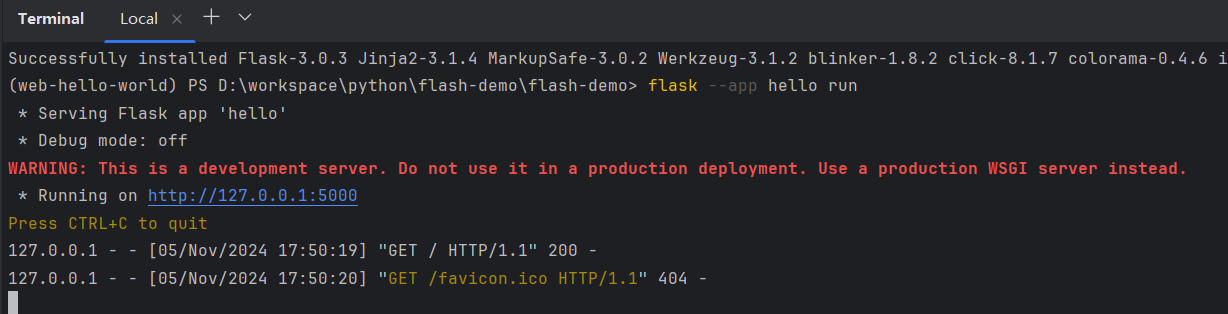 Terminal Local × + ∨
Successfully installed Flask-3.0.3 Jinja2-3.1.4 MarkupSafe-3.0.2 Werkzeug-3.1.2 blinker-1.8.2 click-8.1.7 colorama-0.4.6 i
(web-hello-world) PS D:\workspace\python\flash-demo\flash-demo> flask --app hello run
 * Serving Flask app 'hello'
 * Debug mode: off
WARNING: This is a development server. Do not use it in a production deployment. Use a production WSGI server instead.
 * Running on http://127.0.0.1:5000
Press CTRL+C to quit
127.0.0.1 - - [05/Nov/2024 17:50:19] "GET / HTTP/1.1" 200 -
127.0.0.1 - - [05/Nov/2024 17:50:20] "GET /favicon.ico HTTP/1.1" 404 -